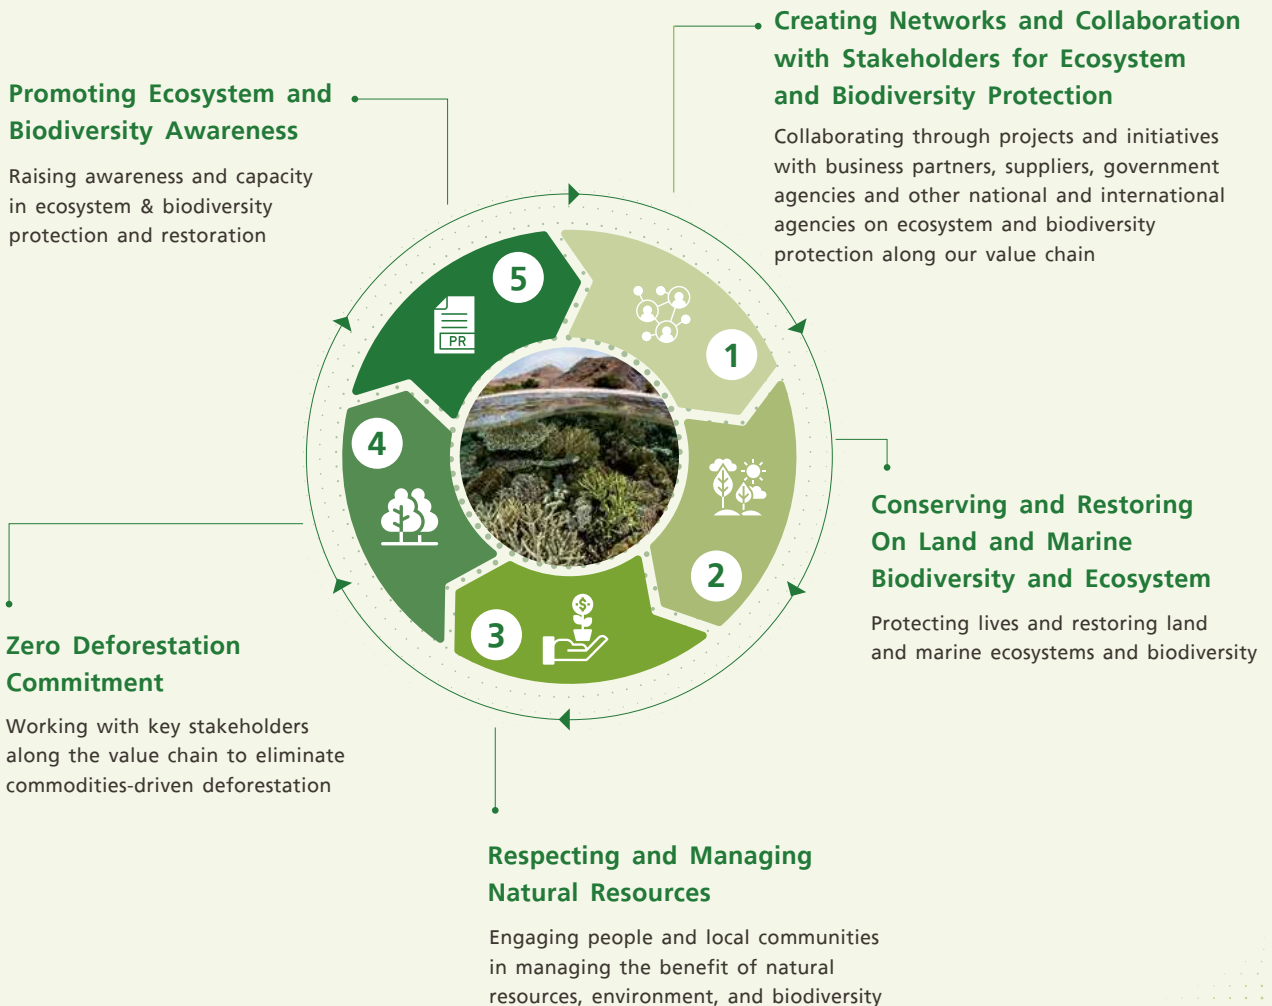 Creating Networks and Collaboration
with Stakeholders for Ecosystem
and Biodiversity Protection
Collaborating through projects and initiatives
with business partners, suppliers, government
agencies and other national and international
agencies on ecosystem and biodiversity
protection along our value chain
Promoting Ecosystem and
Biodiversity Awareness
Raising awareness and capacity
in ecosystem & biodiversity
protection and restoration
5
PR
1
4
2
3
$
Conserving and Restoring
On Land and Marine
Biodiversity and Ecosystem
Protecting lives and restoring land
and marine ecosystems and biodiversity
Zero Deforestation
Commitment
Working with key stakeholders
along the value chain to eliminate
commodities-driven deforestation
Respecting and Managing
Natural Resources
Engaging people and local communities
in managing the benefit of natural
resources, environment, and biodiversity